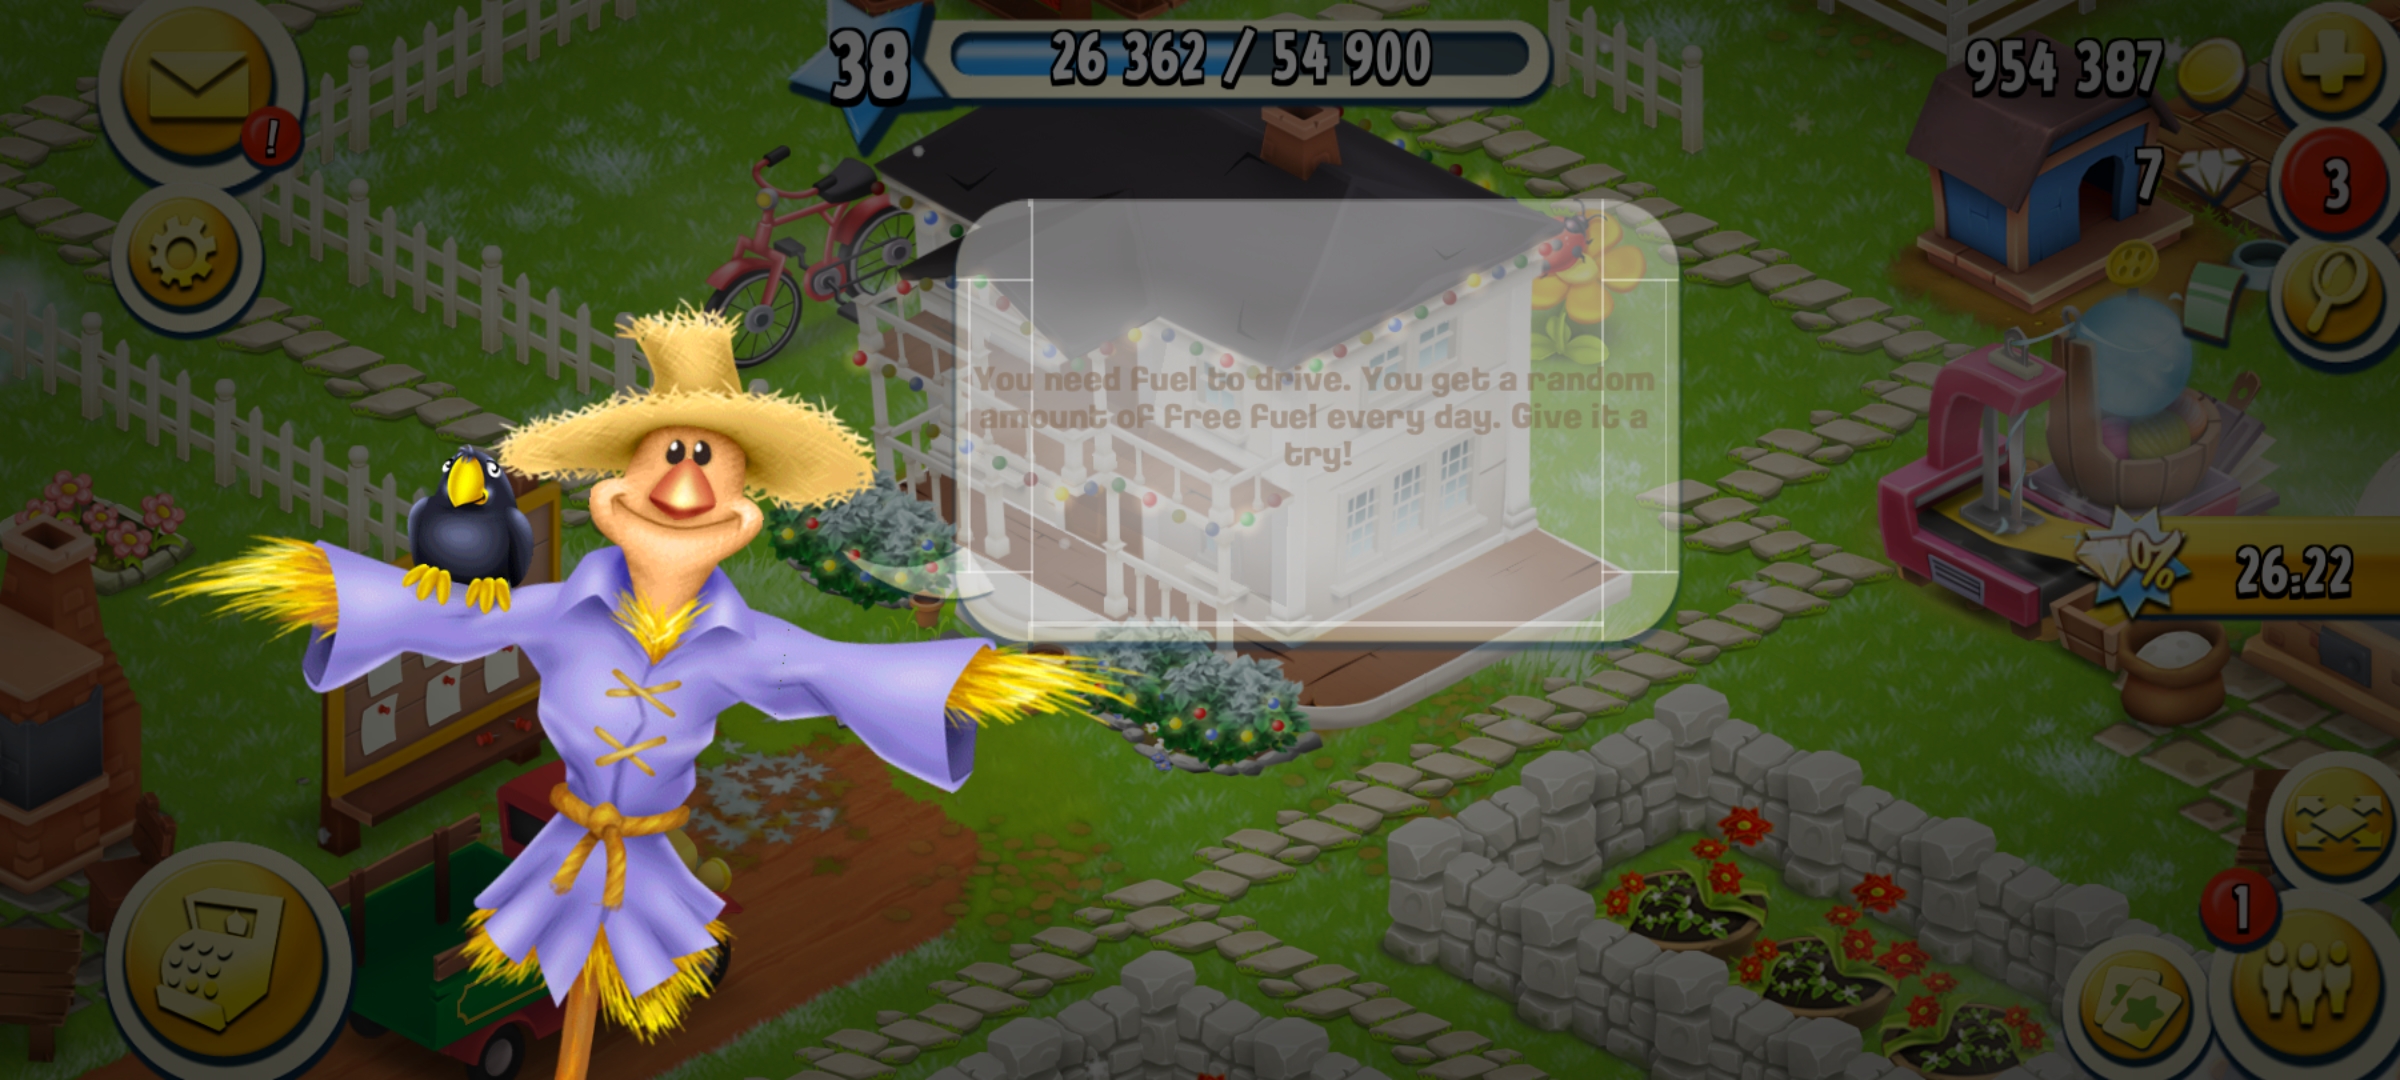 38
26 362 / 54 900
954 387
!
7
3
You need fuel to drive. You get a random
amount of free fuel every day. Give it a
try!
%
26:22
1